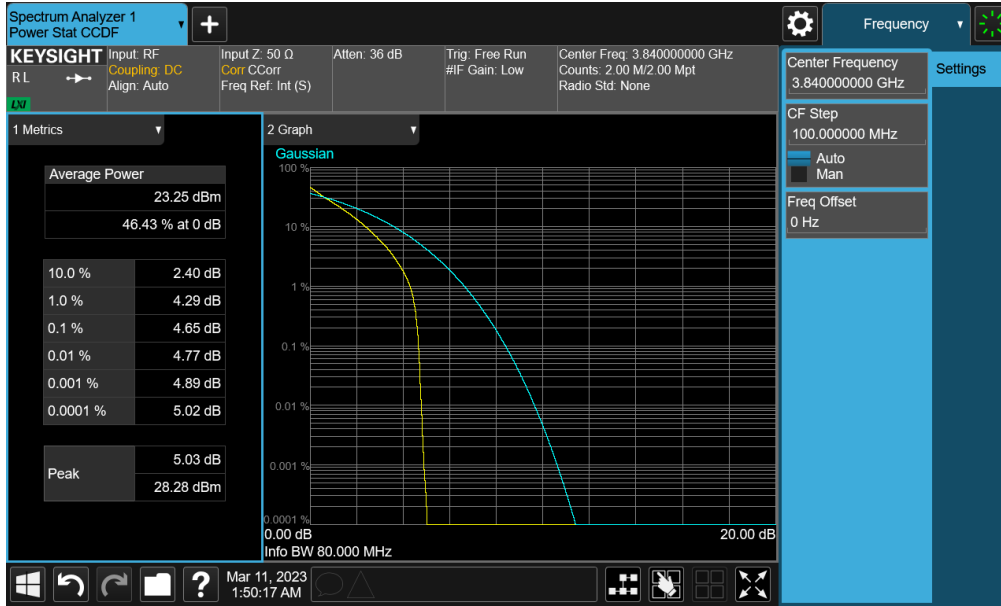 Spectrum Analyzer 1
Power Stat CCDF
Frequency
KEYSIGHT
R L
LXI
Input: RF
Coupling: DC
Align: Auto
Input Z: 50 Ω
Corr CCorr
Freq Ref: Int (S)
Atten: 36 dB
Trig: Free Run
#IF Gain: Low
Center Freq: 3.840000000 GHz
Counts: 2.00 M/2.00 Mpt
Radio Std: None
Center Frequency
3.840000000 GHz
Settings
CF Step
100.000000 MHz
Auto
Man
Freq Offset
0 Hz
1 Metrics
Average Power
23.25 dBm
46.43 % at 0 dB
10.0 % 2.40 dB
1.0 % 4.29 dB
0.1 % 4.65 dB
0.01 % 4.77 dB
0.001 % 4.89 dB
0.0001 % 5.02 dB
Peak
5.03 dB
28.28 dBm
2 Graph
Gaussian
100 %
10 %
1 %
0.1 %
0.01 %
0.001 %
0.0001 %
0.00 dB 20.00 dB
Info BW 80.000 MHz
?
Mar 11, 2023
1:50:17 AM